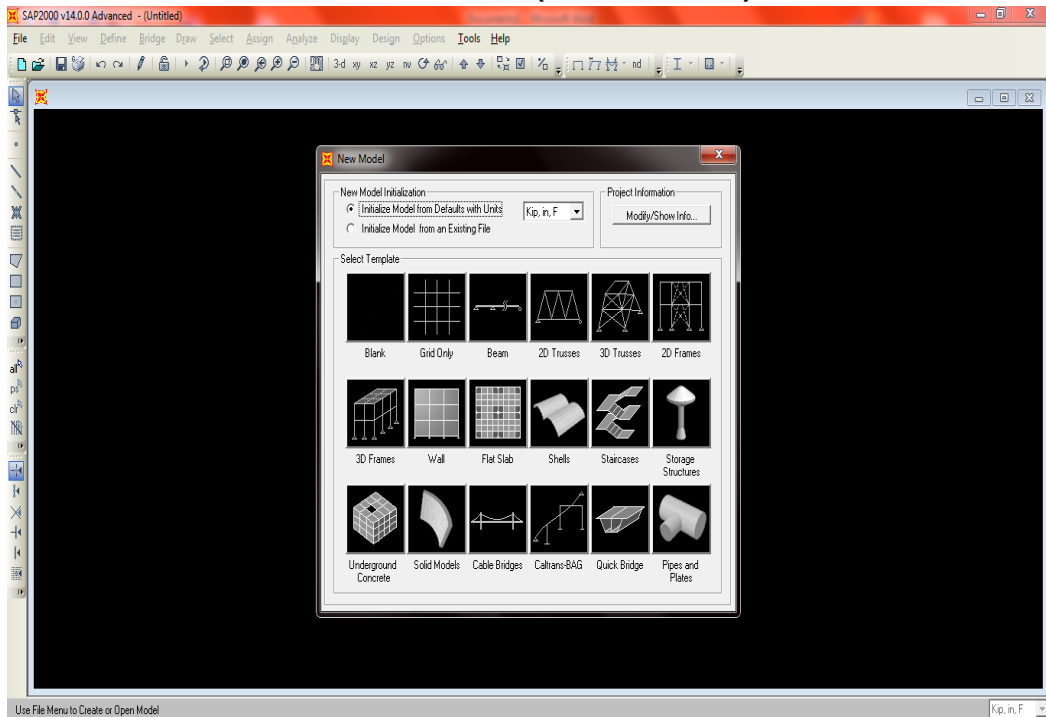 SAP2000 v14.0.0 Advanced - (Untitled)
File Edit View Define Bridge Draw Select Assign Analyze Display Design Options Tools Help
3-d xy xz yz nv nd
New Model
New Model Initialization
Project Information
Initialize Model from Defaults with Units
Kip, in, F
Modify/Show Info...
Initialize Model from an Existing File
Select Template
Blank Grid Only Beam 2D Trusses 3D Trusses 2D Frames
all
ps
clr
3D Frames Wall Flat Slab Shells Staircases Storage Structures
Underground Concrete Solid Models Cable Bridges Caltrans-BAG Quick Bridge Pipes and Plates
Use File Menu to Create or Open Model
Kip, in, F